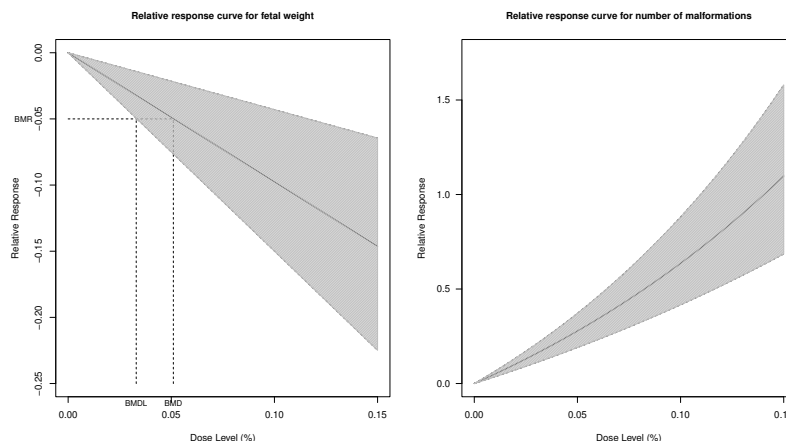 Relative response curve for fetal weight
0.00
−0.05
−0.10
−0.15
−0.20
−0.25
BMR
Relative Response
BMDL
BMD
0.00
0.05
0.10
0.15
Dose Level (%)
Relative response curve for number of malformations
1.5
1.0
0.5
0.0
Relative Response
0.00
0.05
0.10
Dose Level (%)